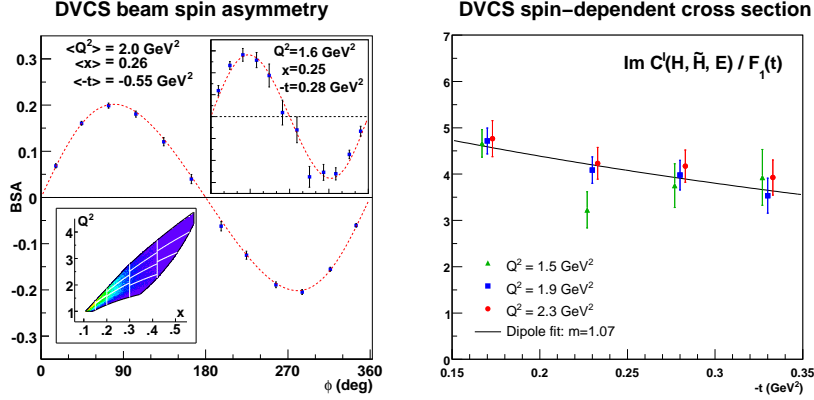 DVCS beam spin asymmetry
BSA
0.3
0.2
0.1
0
-0.1
-0.2
-0.3
<Q²> = 2.0 GeV²
<x> = 0.26
<-t> = -0.55 GeV²
Q²=1.6 GeV²
x=0.25
-t=0.28 GeV²
Q²
4
3
2
1
.1 .2 .3 .4 .5
x
0 90 180 270 360
ϕ (deg)
DVCS spin-dependent cross section
Im Cᴵ(H, H̃, E) / F₁(t)
7
6
5
4
3
2
1
0
Q² = 1.5 GeV²
Q² = 1.9 GeV²
Q² = 2.3 GeV²
Dipole fit: m=1.07
0.15 0.2 0.25 0.3 0.35
-t (GeV²)